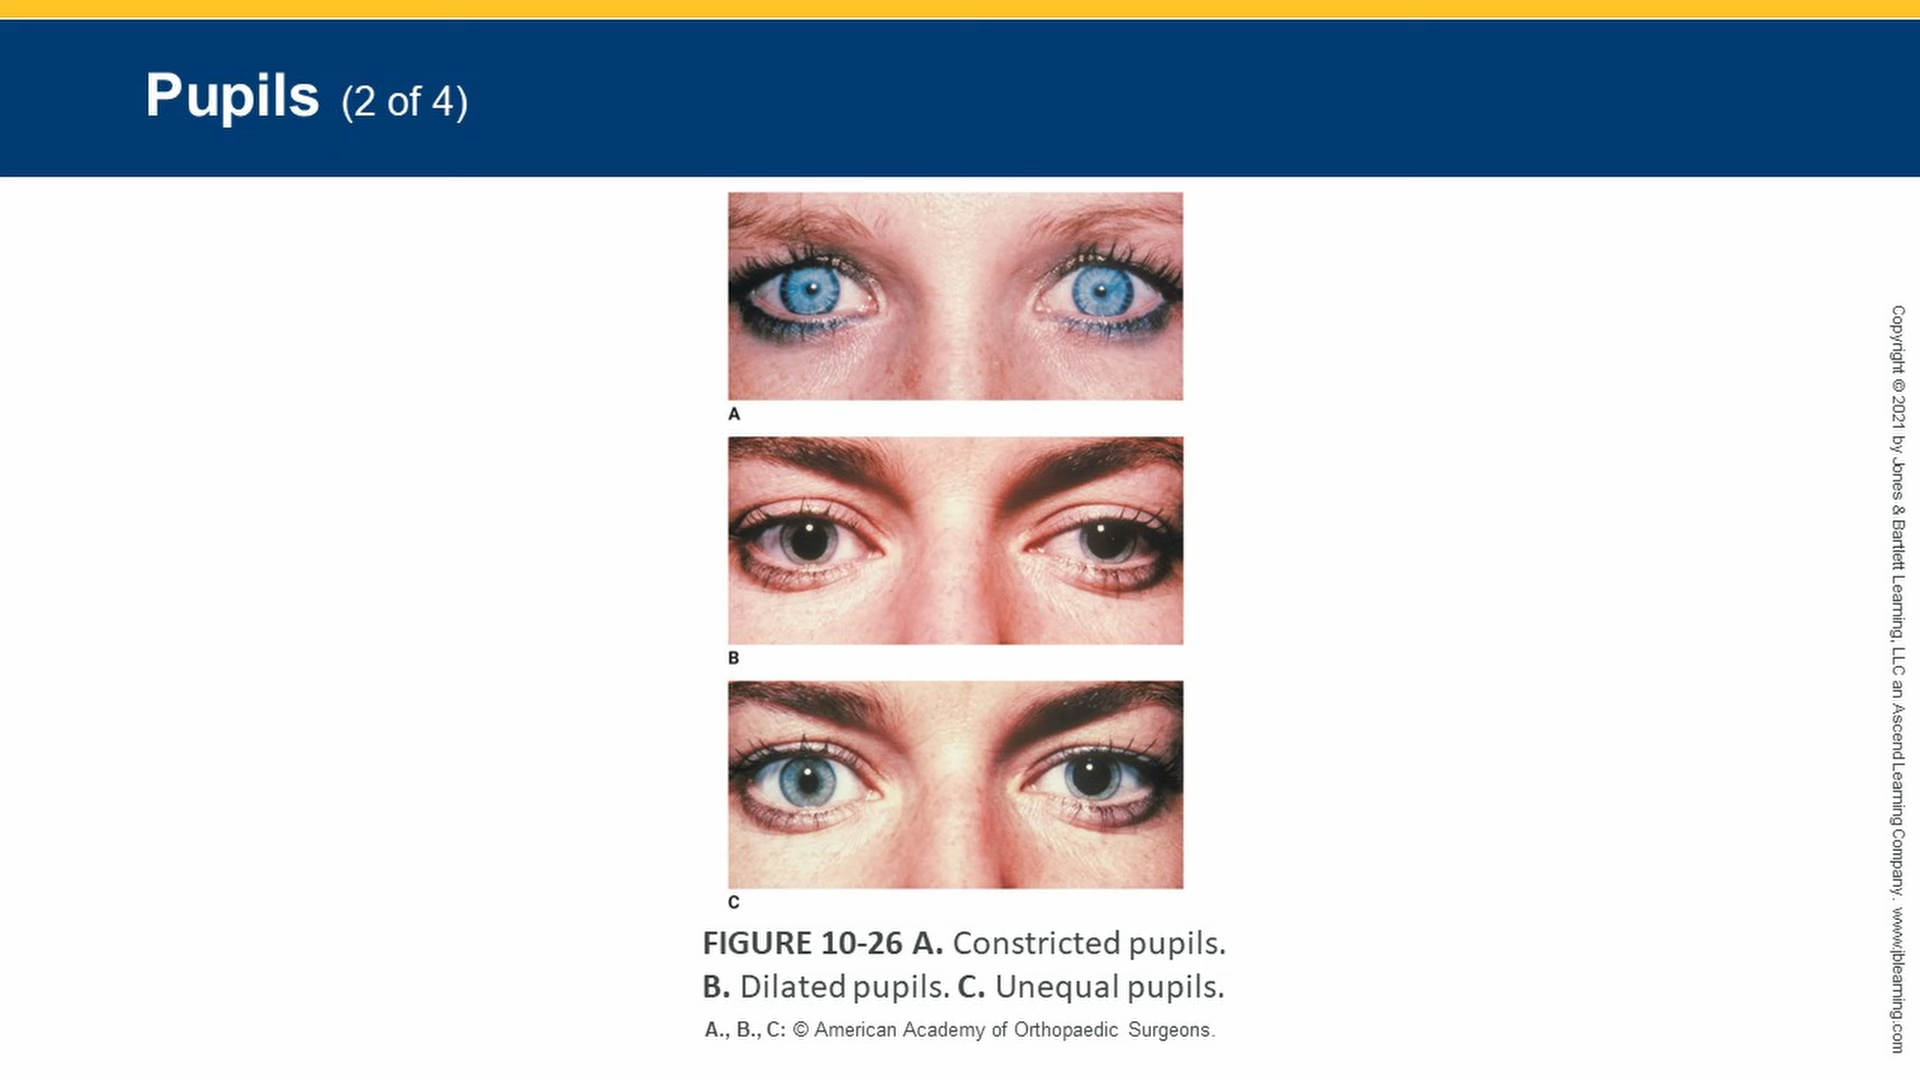 Pupils (2 of 4)
A
B
C
FIGURE 10-26 A. Constricted pupils.
B. Dilated pupils. C. Unequal pupils.
A., B., C: © American Academy of Orthopaedic Surgeons.
Copyright © 2021 by Jones & Bartlett Learning, LLC an Ascend Learning Company. www.jblearning.com